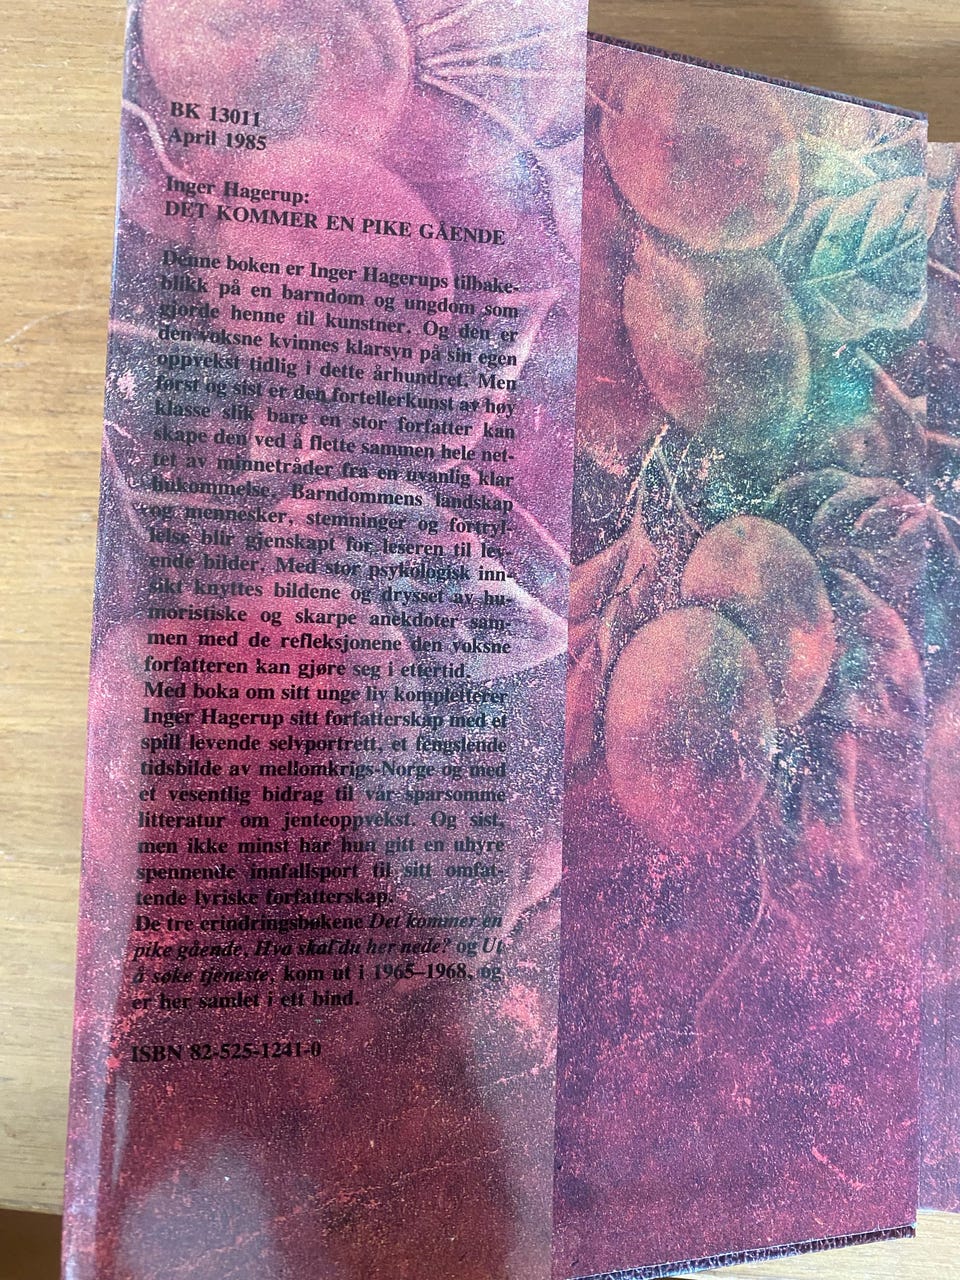 BK 13011
April 1985
Inger Hagerup:
DET KOMMER EN PIKE GÅENDE
Denne boken er Inger Hagerups tilbake-
blikk på en barndom og ungdom som
gjorde henne til kunstner. Og den er
den voksne kvinnes klarsyn på sin egen
oppvekst tidlig i dette århundret. Men
først og sist er den fortellerkunst av høy
klasse slik bare en stor forfatter kan
skape den ved å flette sammen hele net-
tet av minnetråder fra en uvanlig klar
hukommelse. Barndommens landskap
og mennesker, stemninger og fortryl-
lelse blir gjenskapt for leseren til lev-
ende bilder. Med stor psykologisk inn-
sikt knyttes bildene og drysset av hu-
moristiske og skarpe anekdoter sam-
men med de refleksjonene den voksne
forfatteren kan gjøre seg i ettertid.
Med boka om sitt unge liv kompletterer
Inger Hagerup sitt forfatterskap med et
spill levende selvportrett, et fengslende
tidsbilde av mellomkrigs-Norge og med
et vesentlig bidrag til vår sparsomme
litteratur om jenteoppvekst. Og sist,
men ikke minst har hun gitt en uhyre
spennende innfallsport til sitt omfat-
tende lyriske forfatterskap.
De tre erindringsbøkene Det kommer en
pike gående, Hva skal du her nede? og Ut
å søke tjeneste, kom ut i 1965–1968, og
er her samlet i ett bind.
ISBN 82-525-1241-0